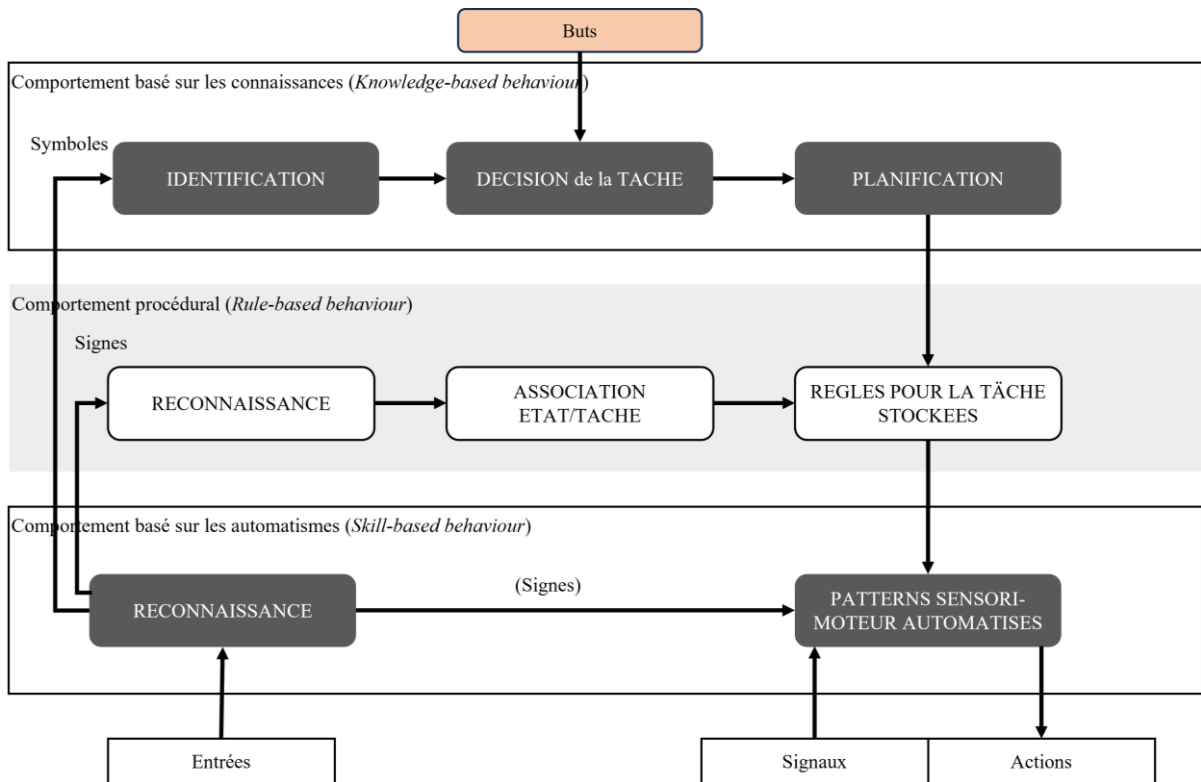 Buts
Comportement basé sur les connaissances (Knowledge-based behaviour)
Symboles
IDENTIFICATION
DECISION de la TACHE
PLANIFICATION
Comportement procédural (Rule-based behaviour)
Signes
RECONNAISSANCE
ASSOCIATION
ETAT/TACHE
REGLES POUR LA TÄCHE
STOCKEES
Comportement basé sur les automatismes (Skill-based behaviour)
RECONNAISSANCE
(Signes)
PATTERNS SENSORI-
MOTEUR AUTOMATISES
Entrées
Signaux
Actions